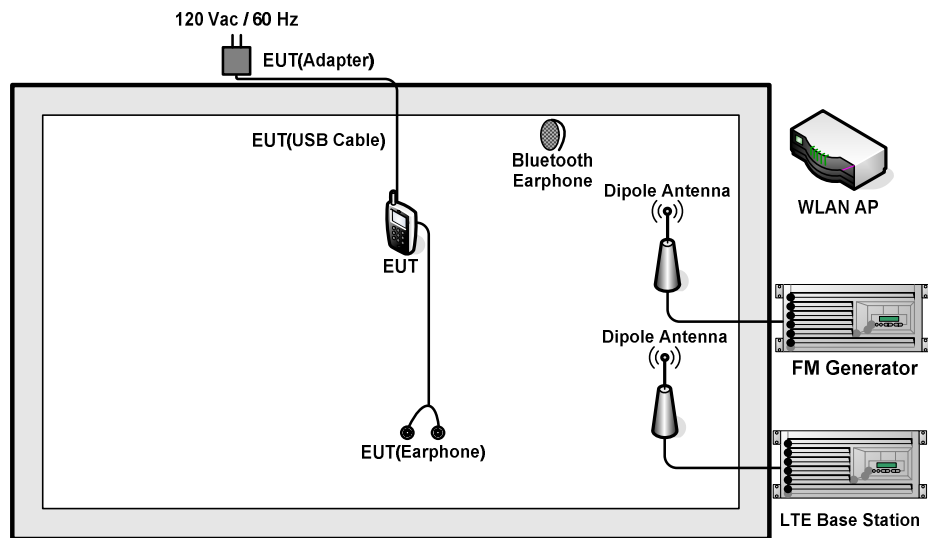 120 Vac / 60 Hz
EUT(Adapter)
EUT(USB Cable)
Bluetooth
Earphone
Dipole Antenna
WLAN AP
EUT
Dipole Antenna
FM Generator
EUT(Earphone)
LTE Base Station